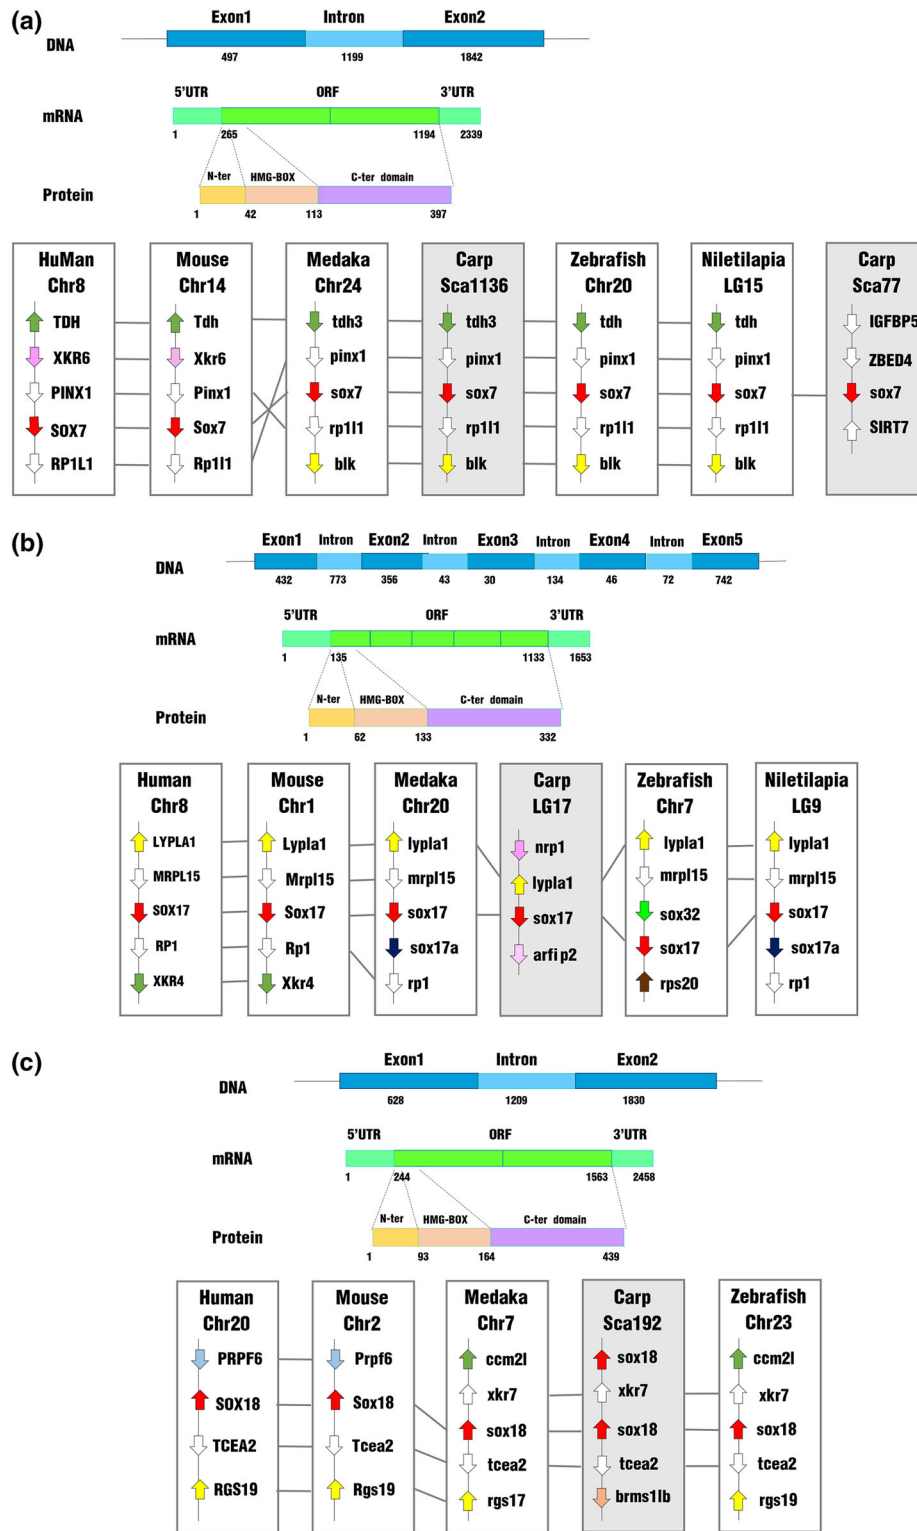 (a)
Exon1 Intron Exon2
DNA
497 1199 1842
5'UTR ORF 3'UTR
mRNA
1 265 1194 2339
N-ter HMG-BOX C-ter domain
Protein
1 42 113 397
HuMan Mouse Medaka Carp Zebrafish Niletilapia Carp
Chr8 Chr14 Chr24 Sca1136 Chr20 LG15 Sca77
TDH Tdh tdh3 tdh3 tdh tdh IGFBP5
XKR6 Xkr6 pinx1 pinx1 pinx1 pinx1 ZBED4
PINX1 Pinx1 sox7 sox7 sox7 sox7 sox7
SOX7 Sox7 rp1l1 rp1l1 rp1l1 rp1l1 SIRT7
RP1L1 Rp1l1 blk blk blk blk
(b)
Exon1 Intron Exon2 Intron Exon3 Intron Exon4 Intron Exon5
DNA
432 773 356 43 30 134 46 72 742
5'UTR ORF 3'UTR
mRNA
1 135 1133 1653
N-ter HMG-BOX C-ter domain
Protein
1 62 133 332
Human Mouse Medaka Carp Zebrafish Niletilapia
Chr8 Chr1 Chr20 LG17 Chr7 LG9
LYPLA1 Lypla1 lypla1 nrp1 lypla1 lypla1
MRPL15 Mrpl15 mrpl15 lypla1 mrpl15 mrpl15
SOX17 Sox17 sox17 sox17 sox32 sox17
RP1 Rp1 sox17a arfip2 sox17 sox17a
XKR4 Xkr4 rp1 rps20 rp1
(c)
Exon1 Intron Exon2
DNA
628 1209 1830
5'UTR ORF 3'UTR
mRNA
1 244 1563 2458
N-ter HMG-BOX C-ter domain
Protein
1 93 164 439
Human Mouse Medaka Carp Zebrafish
Chr20 Chr2 Chr7 Sca192 Chr23
PRPF6 Prpf6 ccm2l sox18 ccm2l
SOX18 Sox18 xkr7 xkr7 xkr7
TCEA2 Tcea2 sox18 sox18 sox18
RGS19 Rgs19 tcea2 tcea2 tcea2
rgs17 brms1lb rgs19